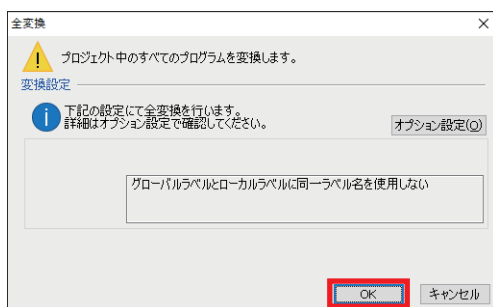 全変換
プロジェクト中のすべてのプログラムを変換します。
変換設定
下記の設定にて全変換を行います。
詳細はオプション設定で確認してください。
オプション設定(O)
グローバルラベルとローカルラベルに同一ラベル名を使用しない
OK
キャンセル